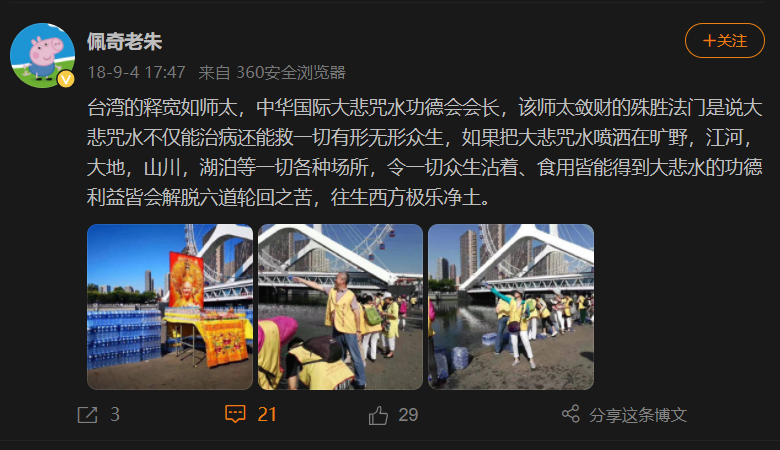 佩奇老朱
+关注
18-9-4 17:47 来自 360安全浏览器
台湾的释宽如师太，中华国际大悲咒水功德会会长，该师太敛财的殊胜法门是说大
悲咒水不仅能治病还能救一切有形无形众生，如果把大悲咒水喷洒在旷野，江河，
大地，山川，湖泊等一切各种场所，令一切众生沾着、食用皆能得到大悲水的功德
利益皆会解脱六道轮回之苦，往生西方极乐净土。
3
21
29
分享这条博文